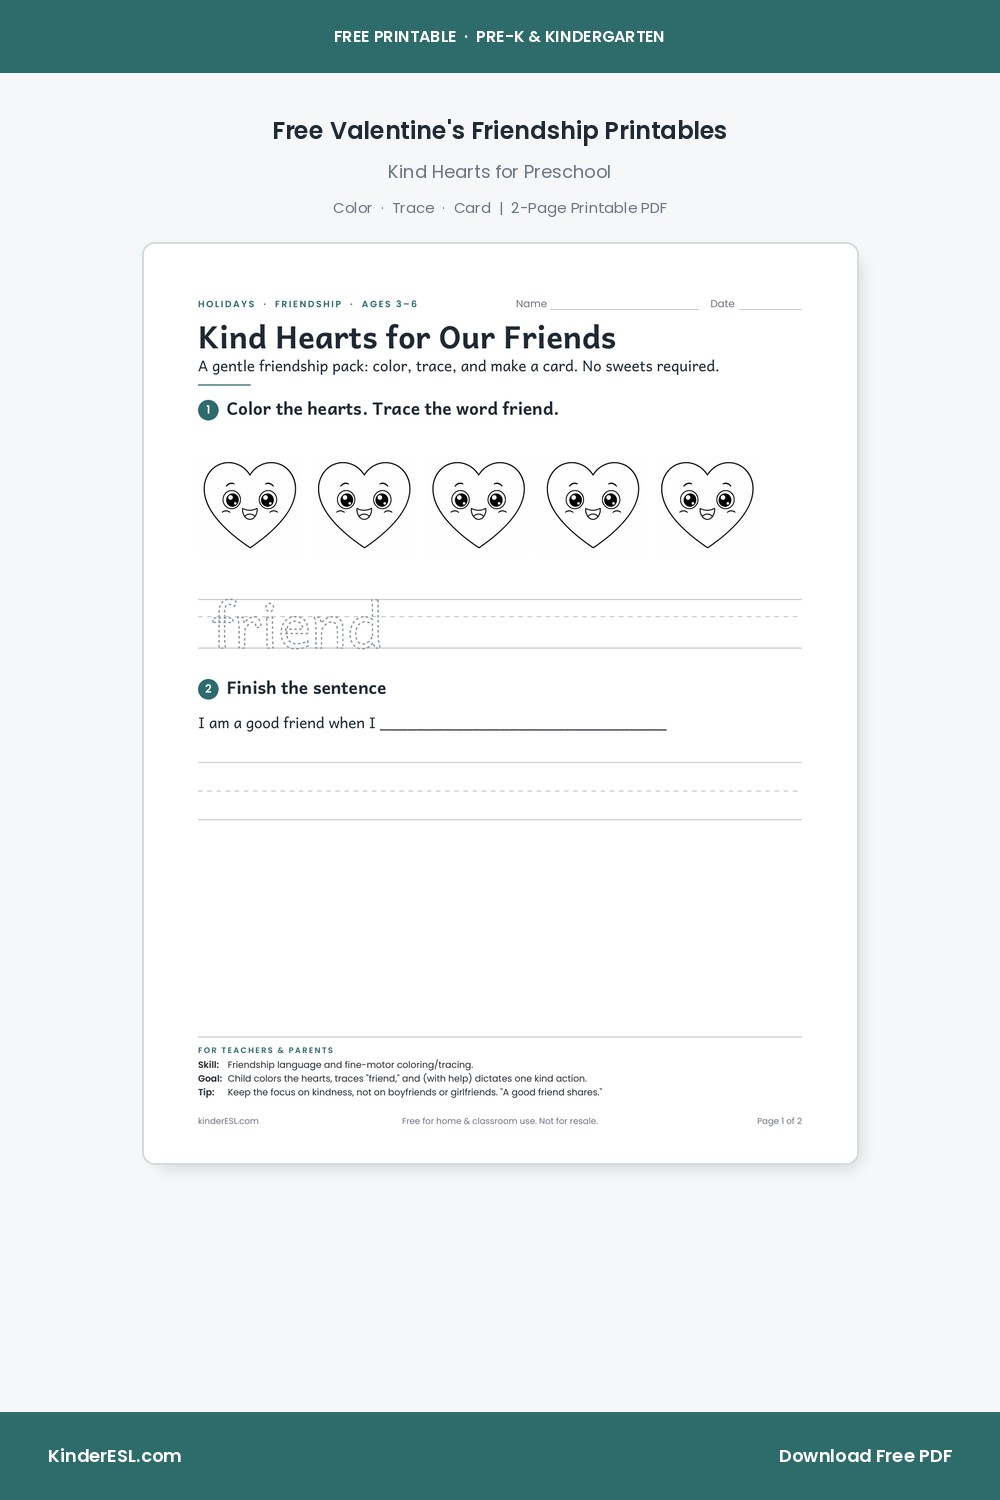 FREE PRINTABLE · PRE-K & KINDERGARTEN
Free Valentine's Friendship Printables
Kind Hearts for Preschool
Color · Trace · Card | 2-Page Printable PDF
HOLIDAYS · FRIENDSHIP · AGES 3–6 Name ____________________ Date ________
Kind Hearts for Our Friends
A gentle friendship pack: color, trace, and make a card. No sweets required.
1 Color the hearts. Trace the word friend.
friend
2 Finish the sentence
I am a good friend when I ________________________________
FOR TEACHERS & PARENTS
Skill: Friendship language and fine-motor coloring/tracing.
Goal: Child colors the hearts, traces "friend," and (with help) dictates one kind action.
Tip: Keep the focus on kindness, not on boyfriends or girlfriends. "A good friend shares."
kinderESL.com Free for home & classroom use. Not for resale. Page 1 of 2
KinderESL.com Download Free PDF